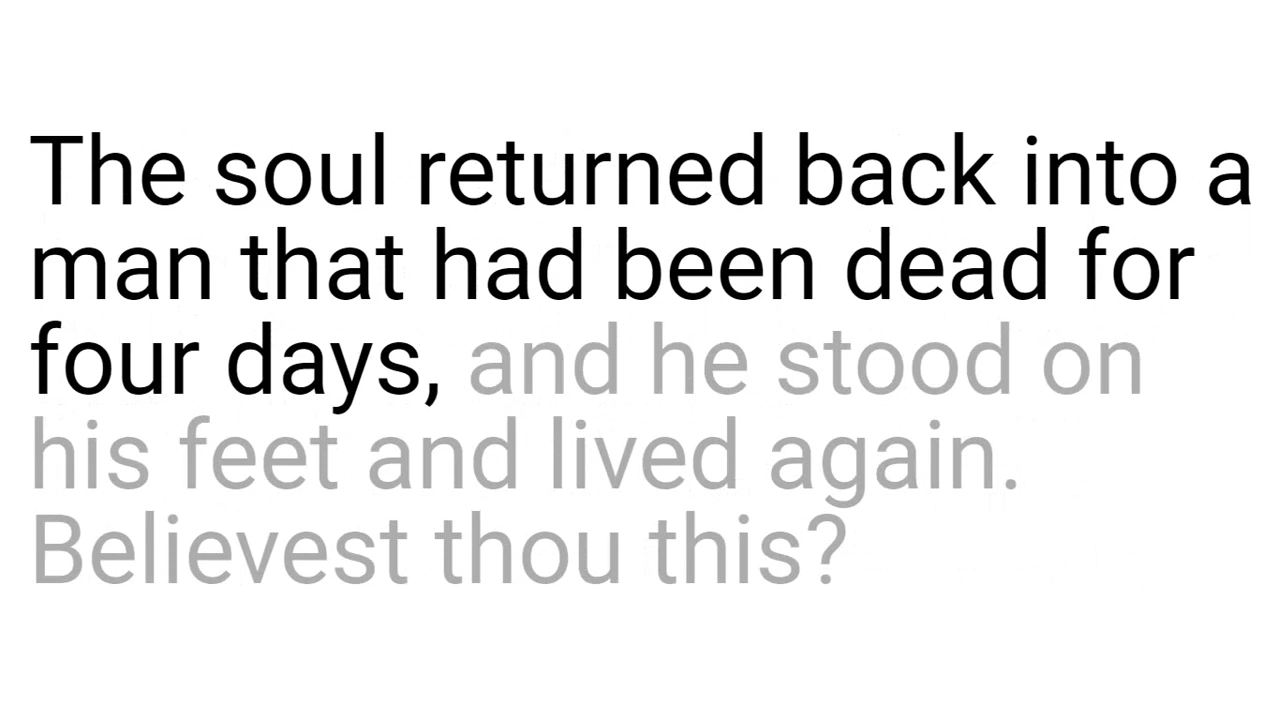 The soul returned back into a
man that had been dead for
four days, and he stood on
his feet and lived again.
Believest thou this?